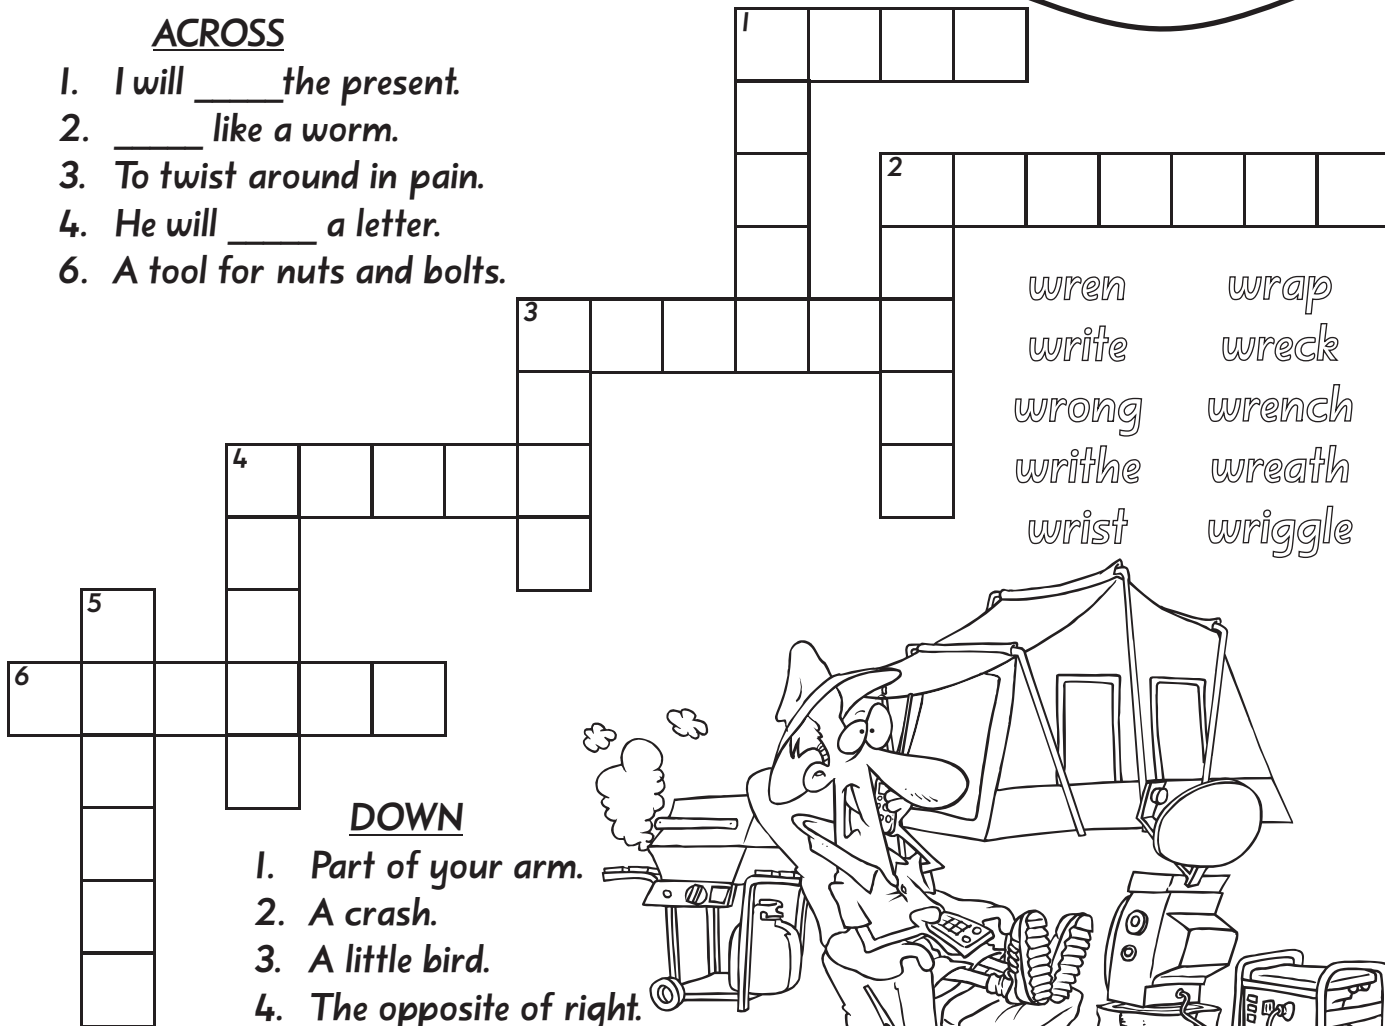 ACROSS
1. I will _____the present.
2. _____ like a worm.
3. To twist around in pain.
4. He will _____ a letter.
6. A tool for nuts and bolts.
1
2
3
4
5
6
wren wrap
write wreck
wrong wrench
writhe wreath
wrist wriggle
DOWN
1. Part of your arm.
2. A crash.
3. A little bird.
4. The opposite of right.